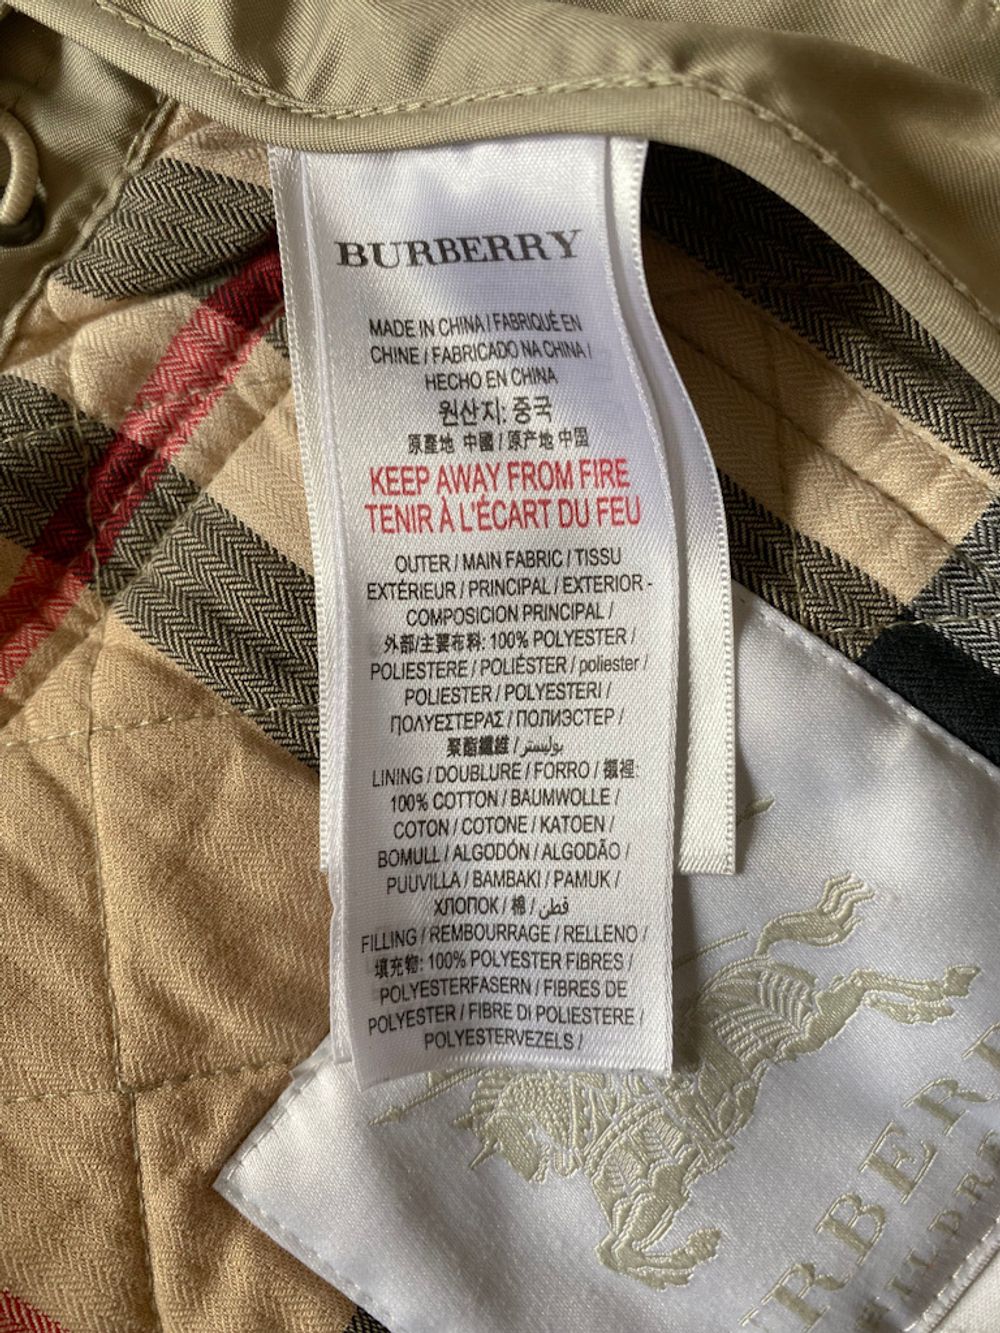 BURBERRY
MADE IN CHINA / FABRIQUÉ EN
CHINE / FABRICADO NA CHINA /
HECHO EN CHINA
원산지: 중국
原產地 中國 / 原产地 中国
KEEP AWAY FROM FIRE
TENIR À L'ÉCART DU FEU
OUTER / MAIN FABRIC / TISSU
EXTÉRIEUR / PRINCIPAL / EXTERIOR -
COMPOSICION PRINCIPAL /
外部/主要布料: 100% POLYESTER /
POLIESTERE / POLIÉSTER / poliester /
POLIESTER / POLYESTERI /
ΠΟΛΥΕΣΤΕΡΑΣ / ПОЛИЭСТЕР /
聚酯纖維 / بوليستر
LINING / DOUBLURE / FORRO / 襯裡:
100% COTTON / BAUMWOLLE /
COTON / COTONE / KATOEN /
BOMULL / ALGODÓN / ALGODÃO /
PUUVILLA / BAMBAKI / PAMUK /
ХЛОПОК / 棉 / قطن
FILLING / REMBOURRAGE / RELLENO /
填充物: 100% POLYESTER FIBRES /
POLYESTERFASERN / FIBRES DE
POLYESTER / FIBRE DI POLIESTERE /
POLYESTERVEZELS /
RBERR
ILDR